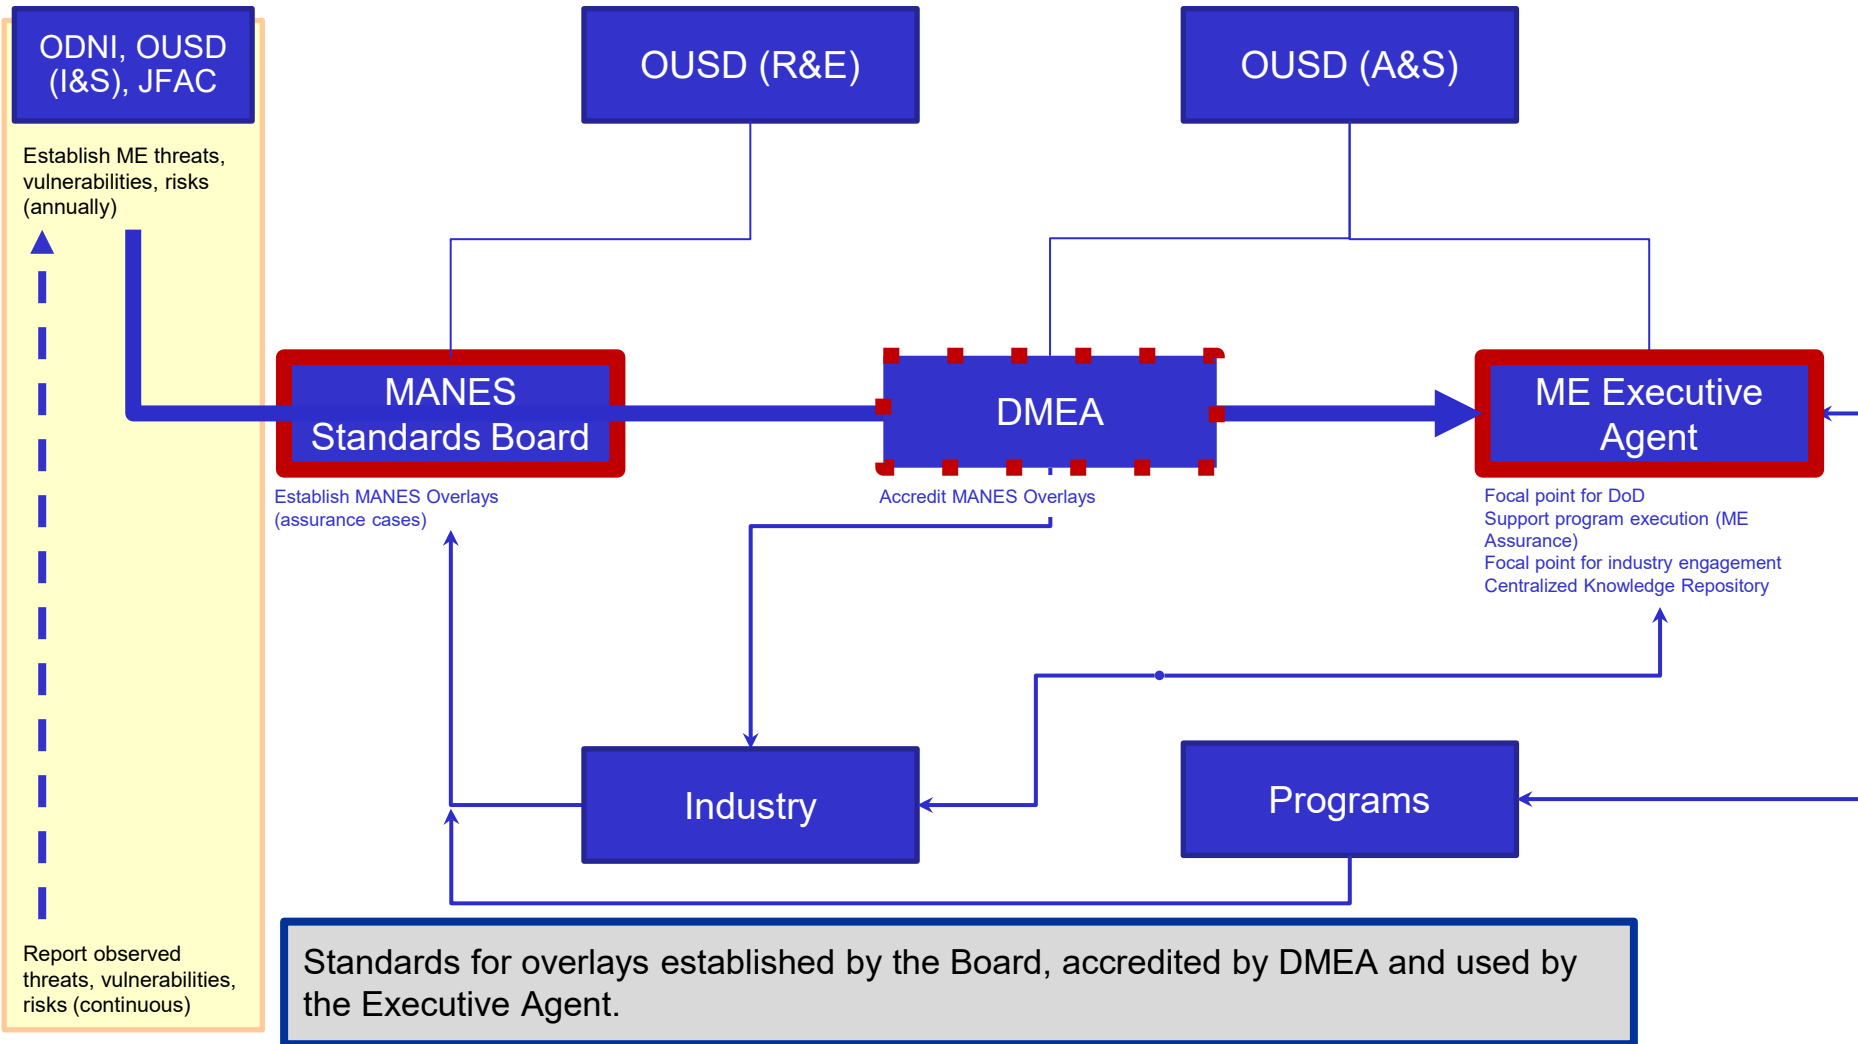 ODNI, OUSD
(I&S), JFAC
OUSD (R&E)
OUSD (A&S)
Establish ME threats,
vulnerabilities, risks
(annually)
MANES
Standards Board
DMEA
ME Executive
Agent
Establish MANES Overlays
(assurance cases)
Accredit MANES Overlays
Focal point for DoD
Support program execution (ME
Assurance)
Focal point for industry engagement
Centralized Knowledge Repository
Industry
Programs
Report observed
threats, vulnerabilities,
risks (continuous)
Standards for overlays established by the Board, accredited by DMEA and used by
the Executive Agent.